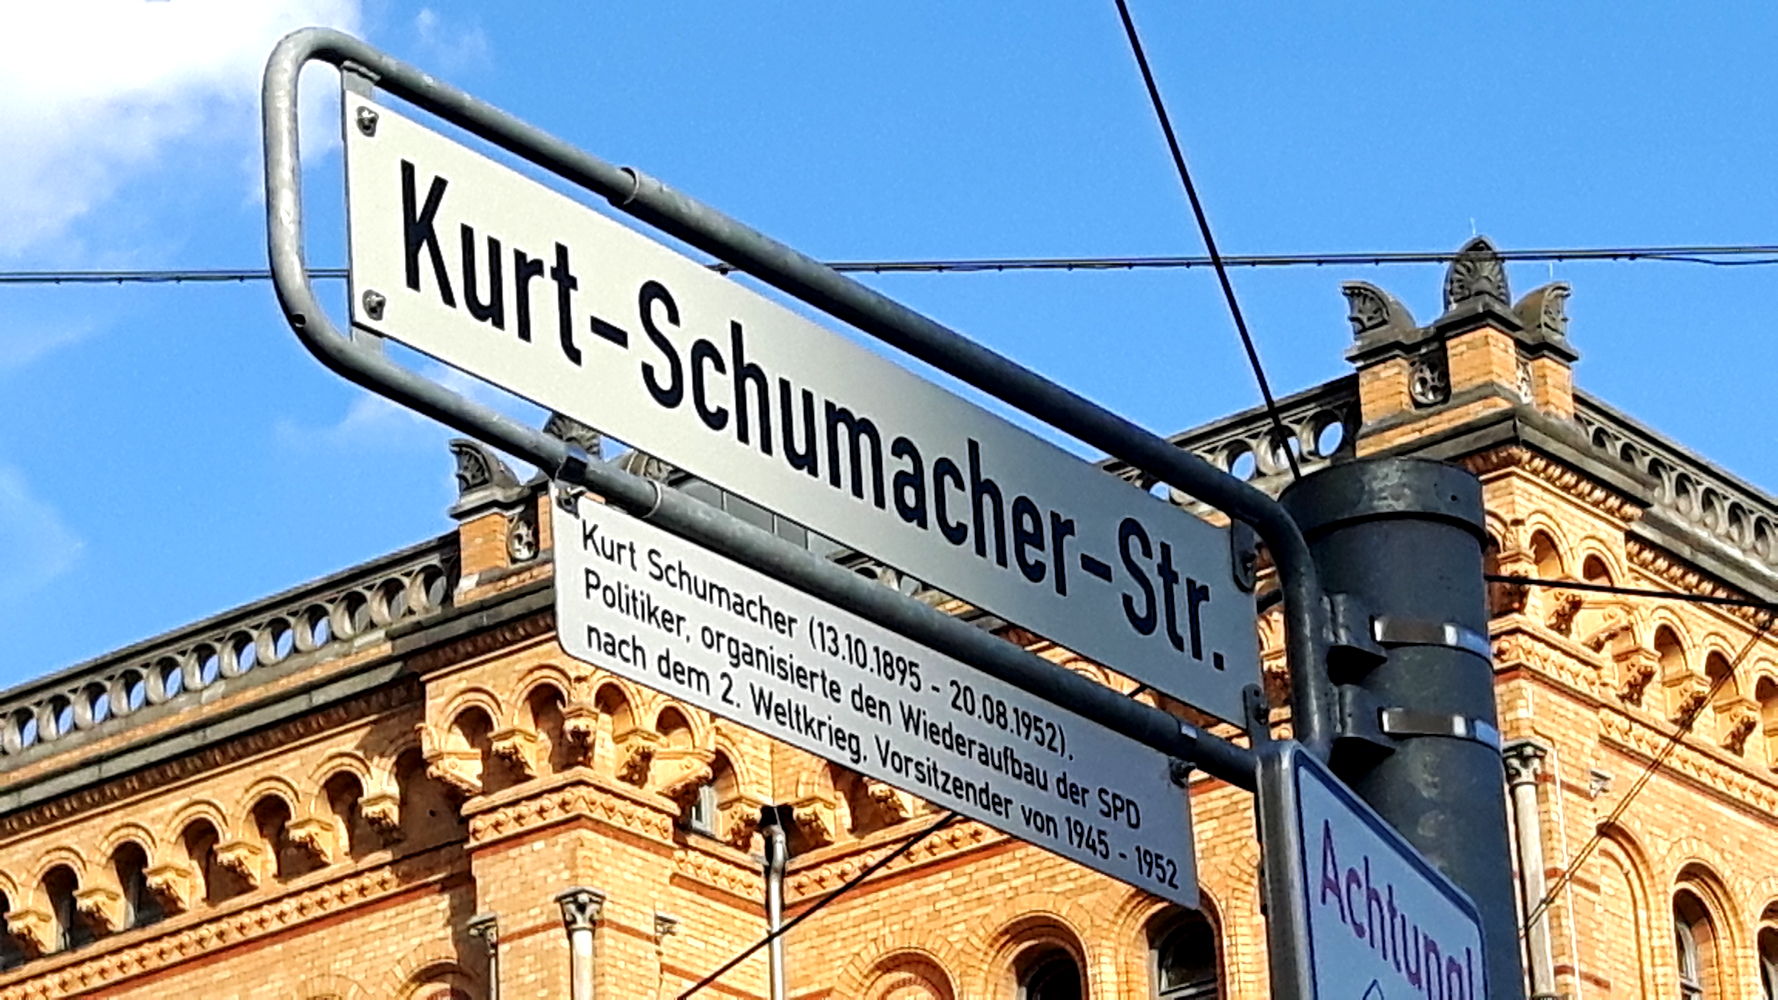 Kurt-Schumacher-Str.
Kurt Schumacher (13.10.1895 - 20.08.1952),
Politiker, organisierte den Wiederaufbau der SPD
nach dem 2. Weltkrieg, Vorsitzender von 1945 - 1952
Achtung!